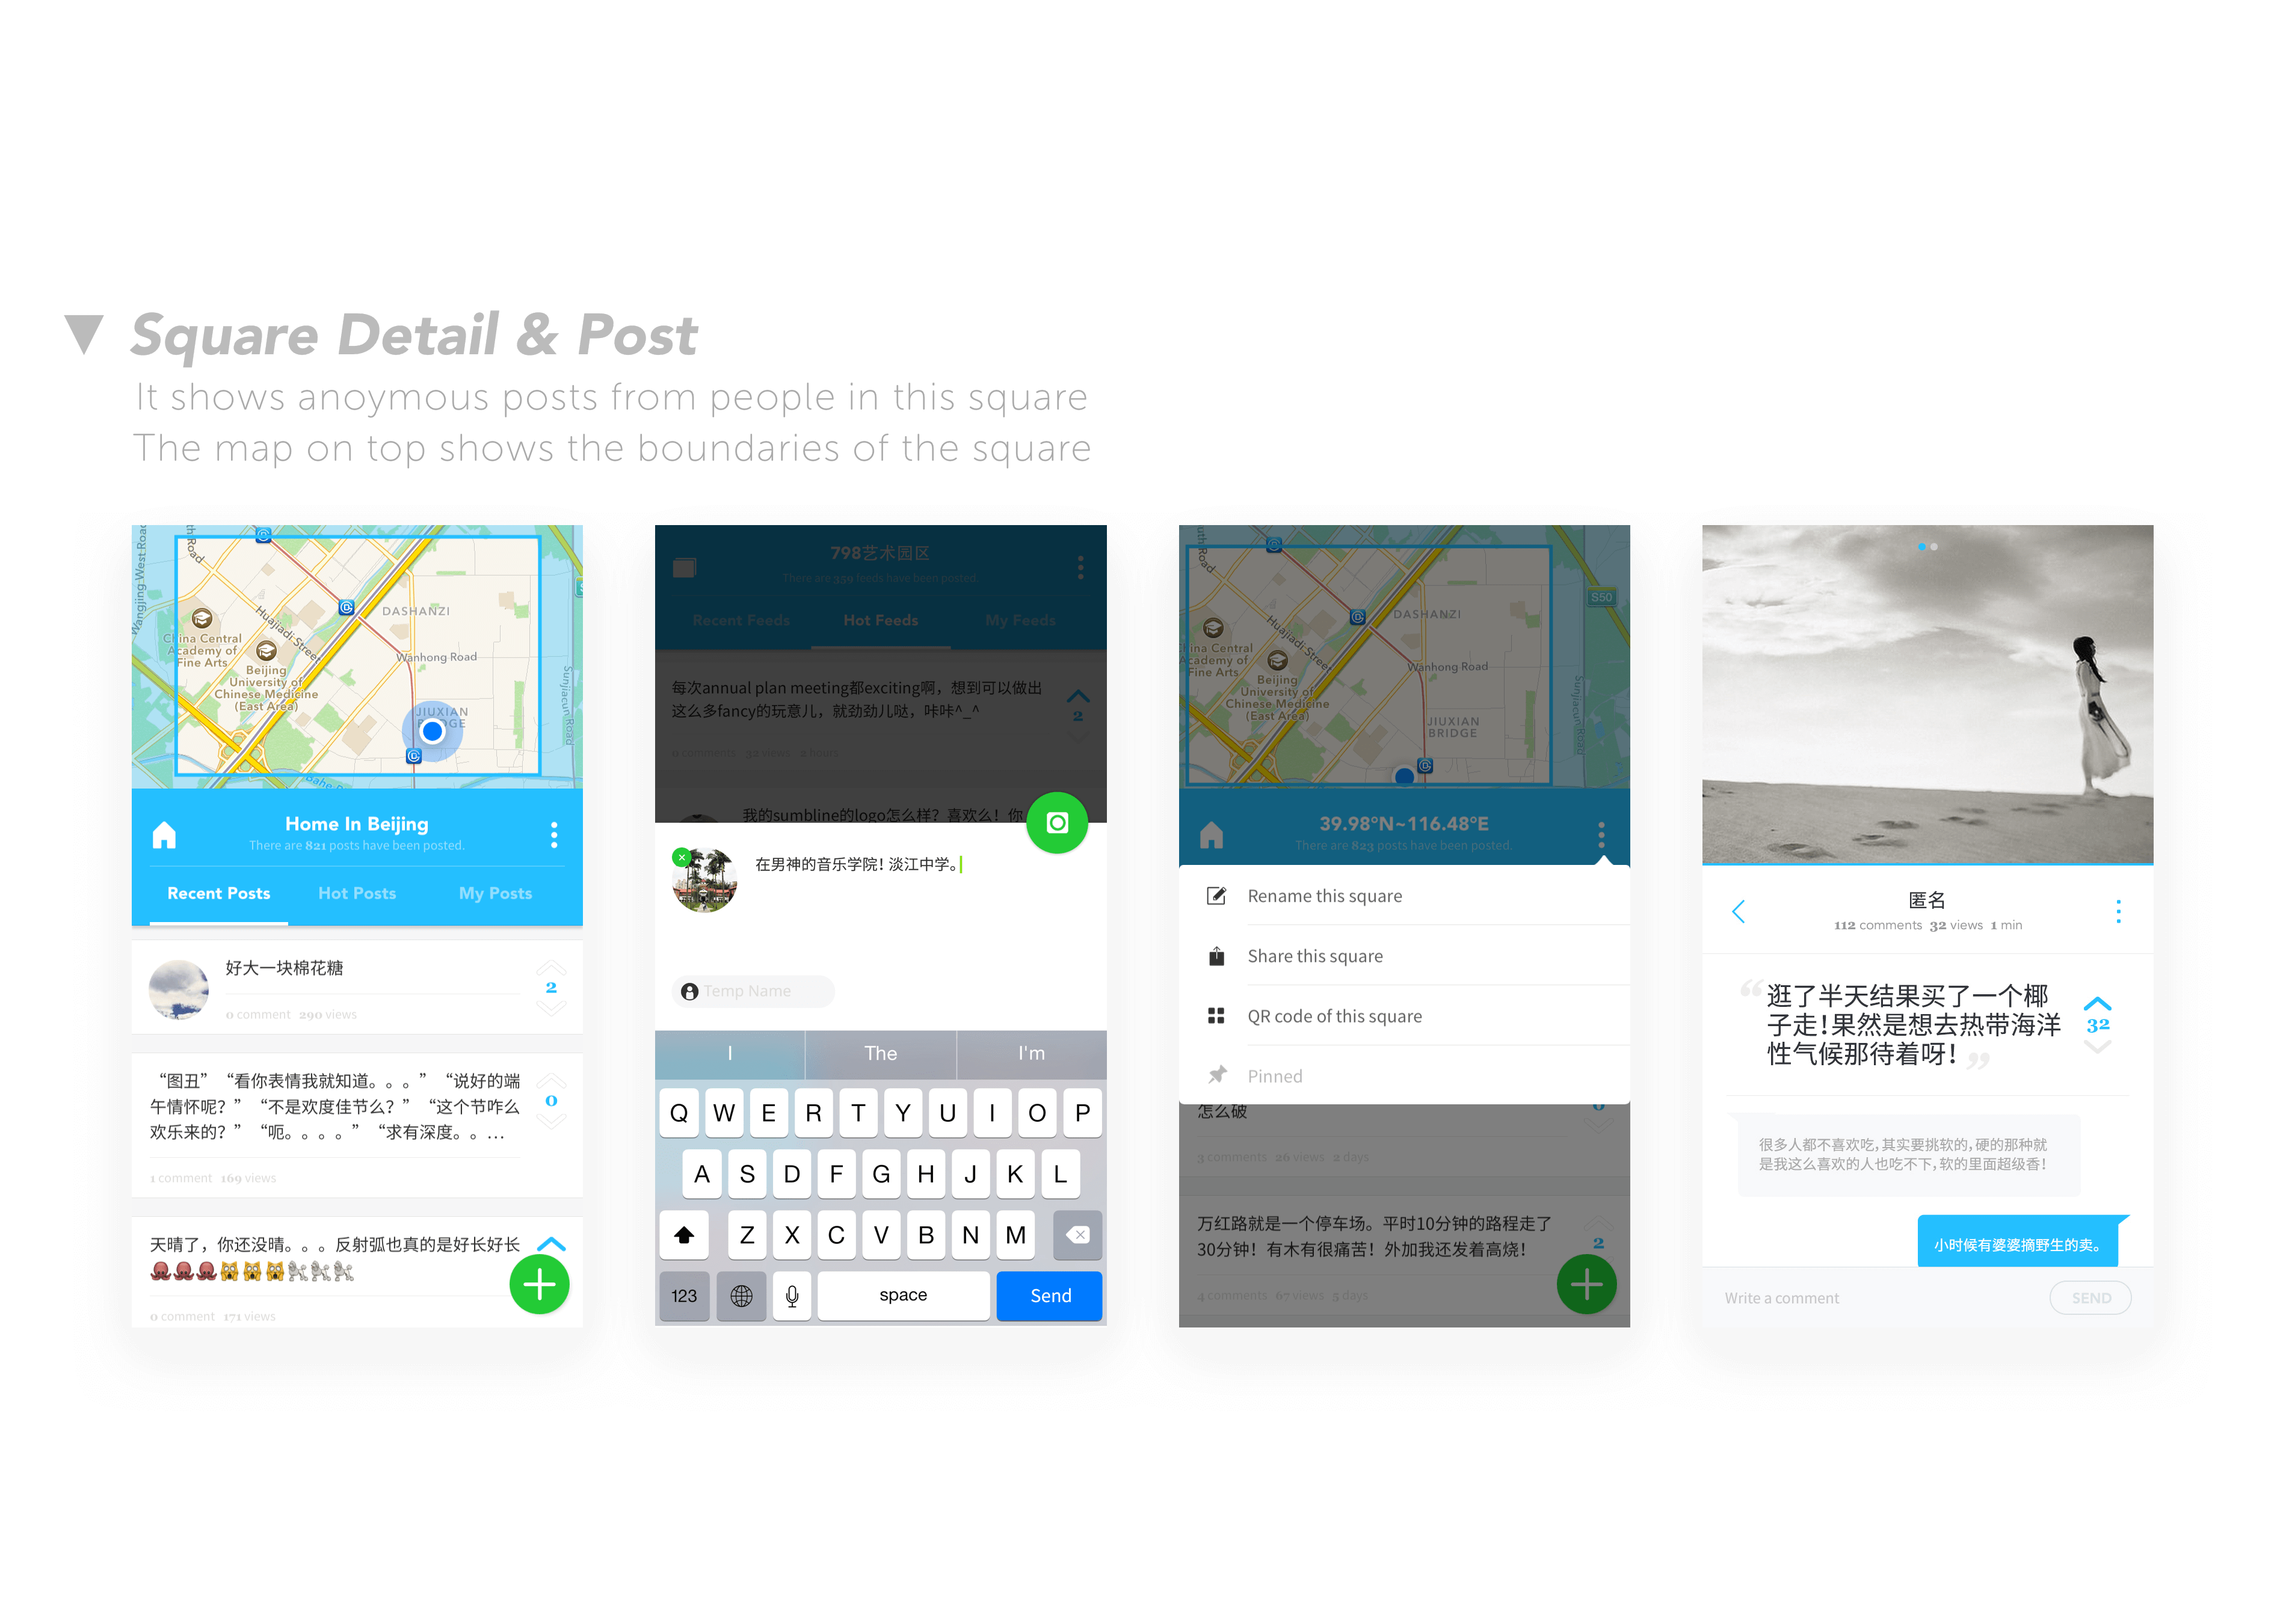 Square Detail & Post
It shows anoymous posts from people in this square
The map on top shows the boundaries of the square
Wangjing West Road
th Road
China Central
Academy of
Fine Arts
Huajiadi Street
Beijing
University of
Chinese Medicine
(East Area)
DASHANZI
Wanhong Road
JIUXIAN
BRIDGE
Sunjiacun Road
Home In Beijing
There are 821 posts have been posted.
Recent Posts
Hot Posts
My Posts
好大一块棉花糖
2
0 comment 290 views
“图丑” “看你表情我就知道。。。” “说好的端
午情怀呢？” “不是欢度佳节么？” “这个节咋么
欢乐来的？” “呃。。。。” “求有深度。。…
0
1 comment 169 views
天晴了，你还没晴。。。反射弧也真的是好长好长
🐙🐙🐙🙀🙀🙀🐩🐩🐩
0 comment 171 views
798艺术园区
There are 359 feeds have been posted
Recent Feeds
Hot Feeds
My Feeds
每次annual plan meeting都exciting啊，想到可以做出
这么多fancy的玩意儿，就劲劲儿哒，咔咔^_^
2
0 comments 32 views 2 hours
我的sumbline的logo怎么样？喜欢么！你
在男神的音乐学院！淡江中学。
Temp Name
I
The
I'm
Q W E R T Y U I O P
A S D F G H J K L
Z X C V B N M
123
space
Send
uth Road
S50
ina Central
Academy of
Fine Arts
Huajiadi Street
Beijing
University of
Chinese Medicine
(East Area)
DASHANZI
Wanhong Road
JIUXIAN
BRIDGE
Sunjiacun Road
39.98°N~116.48°E
There are 823 posts have been posted.
Rename this square
Share this square
QR code of this square
Pinned
怎么破
0
3 comments 26 views 2 days
万红路就是一个停车场。平时10分钟的路程走了
30分钟！有木有很痛苦！外加我还发着高烧！
2
4 comments 67 views 5 days
匿名
112 comments 32 views 1 min
“逛了半天结果买了一个椰
子走！果然是想去热带海洋
性气候那待着呀！”
32
很多人都不喜欢吃，其实要挑软的，硬的那种就
是我这么喜欢的人也吃不下，软的里面超级香！
小时候有婆婆摘野生的卖。
Write a comment
SEND